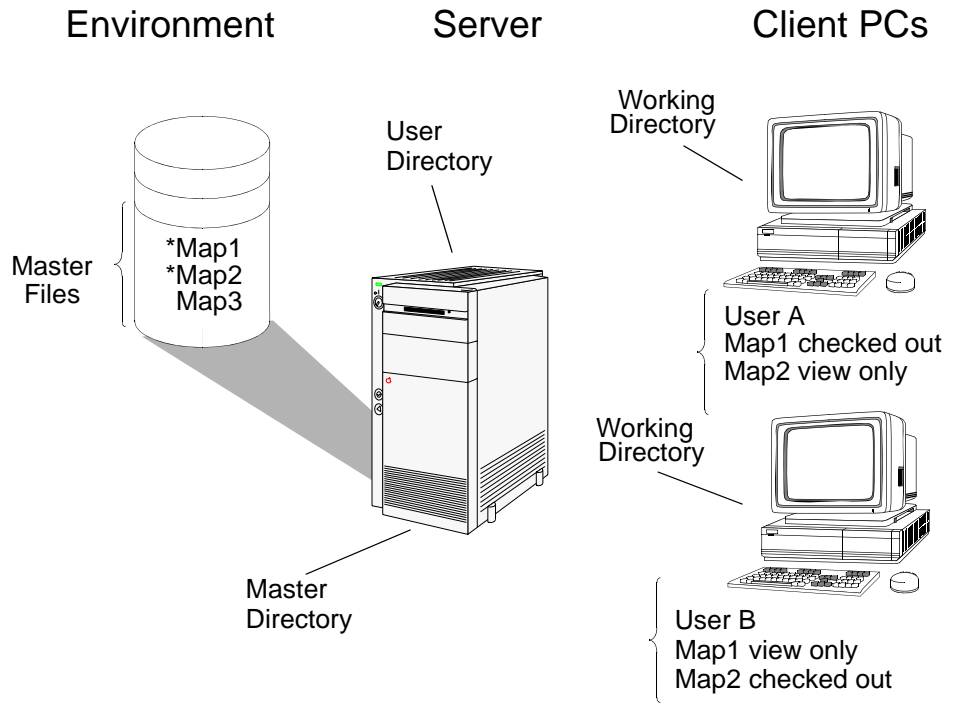 Environment
Server
Client PCs
User
Directory
Working
Directory
Master
Files
*Map1
*Map2
Map3
User A
Map1 checked out
Map2 view only
Working
Directory
Master
Directory
User B
Map1 view only
Map2 checked out